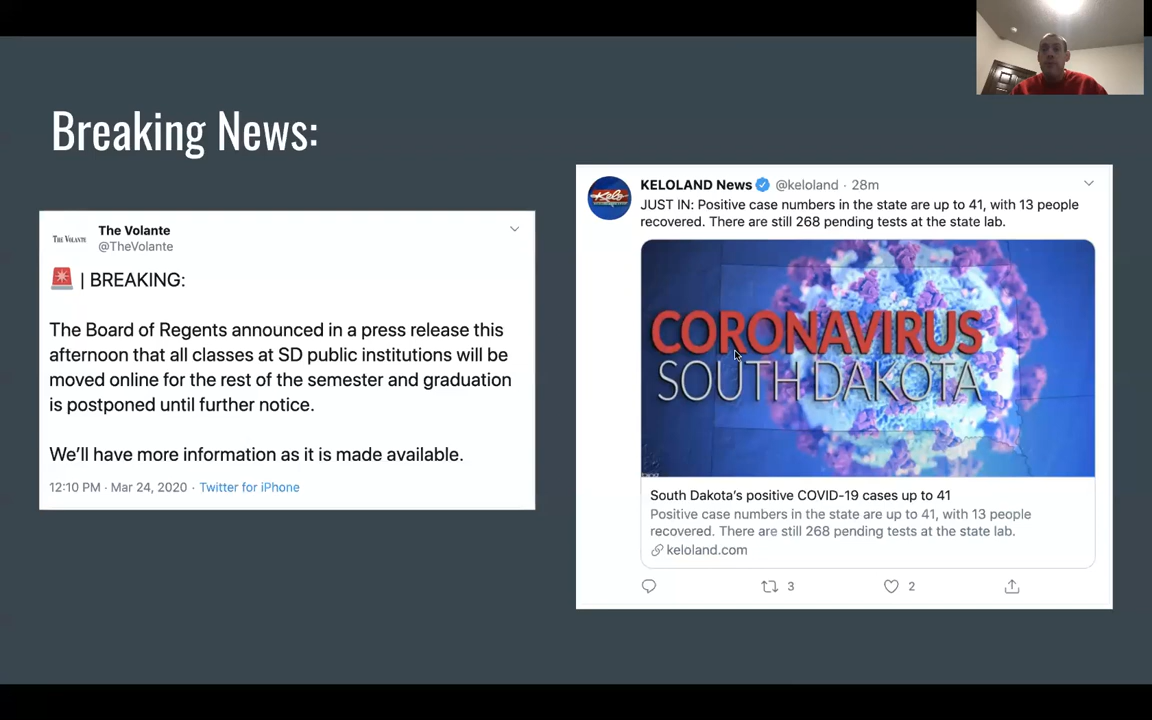 Breaking News:
THE VOLANTE
The Volante
@TheVolante
| BREAKING:
The Board of Regents announced in a press release this
afternoon that all classes at SD public institutions will be
moved online for the rest of the semester and graduation
is postponed until further notice.
We'll have more information as it is made available.
12:10 PM · Mar 24, 2020 · Twitter for iPhone
Kelo
KELOLAND News @keloland · 28m
JUST IN: Positive case numbers in the state are up to 41, with 13 people
recovered. There are still 268 pending tests at the state lab.
CORONAVIRUS
SOUTH DAKOTA
South Dakota's positive COVID-19 cases up to 41
Positive case numbers in the state are up to 41, with 13 people
recovered. There are still 268 pending tests at the state lab.
keloland.com
3
2